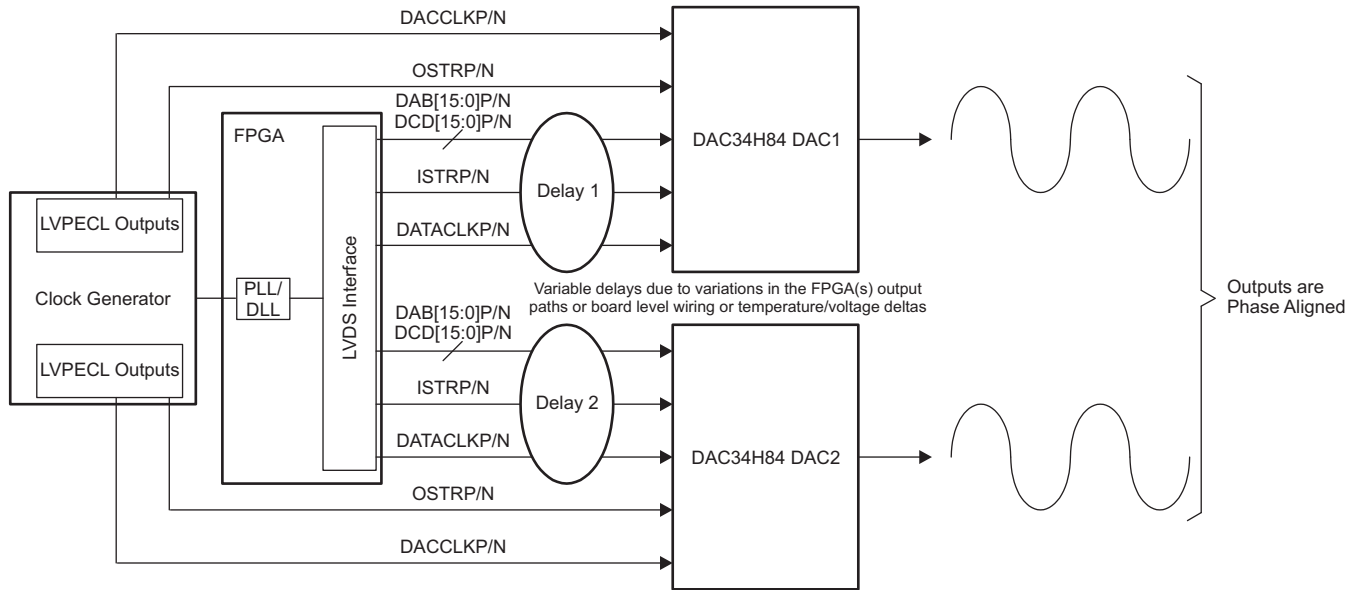 DACCLKP/N
OSTRP/N
DAB[15:0]P/N
DCD[15:0]P/N
FPGA
DAC34H84 DAC1
ISTRP/N
Delay 1
LVPECL Outputs
DATACLKP/N
LVDS Interface
Clock Generator
PLL/
DLL
Variable delays due to variations in the FPGA(s) output
paths or board level wiring or temperature/voltage deltas
Outputs are
Phase Aligned
DAB[15:0]P/N
DCD[15:0]P/N
LVPECL Outputs
ISTRP/N
Delay 2
DATACLKP/N
DAC34H84 DAC2
OSTRP/N
DACCLKP/N